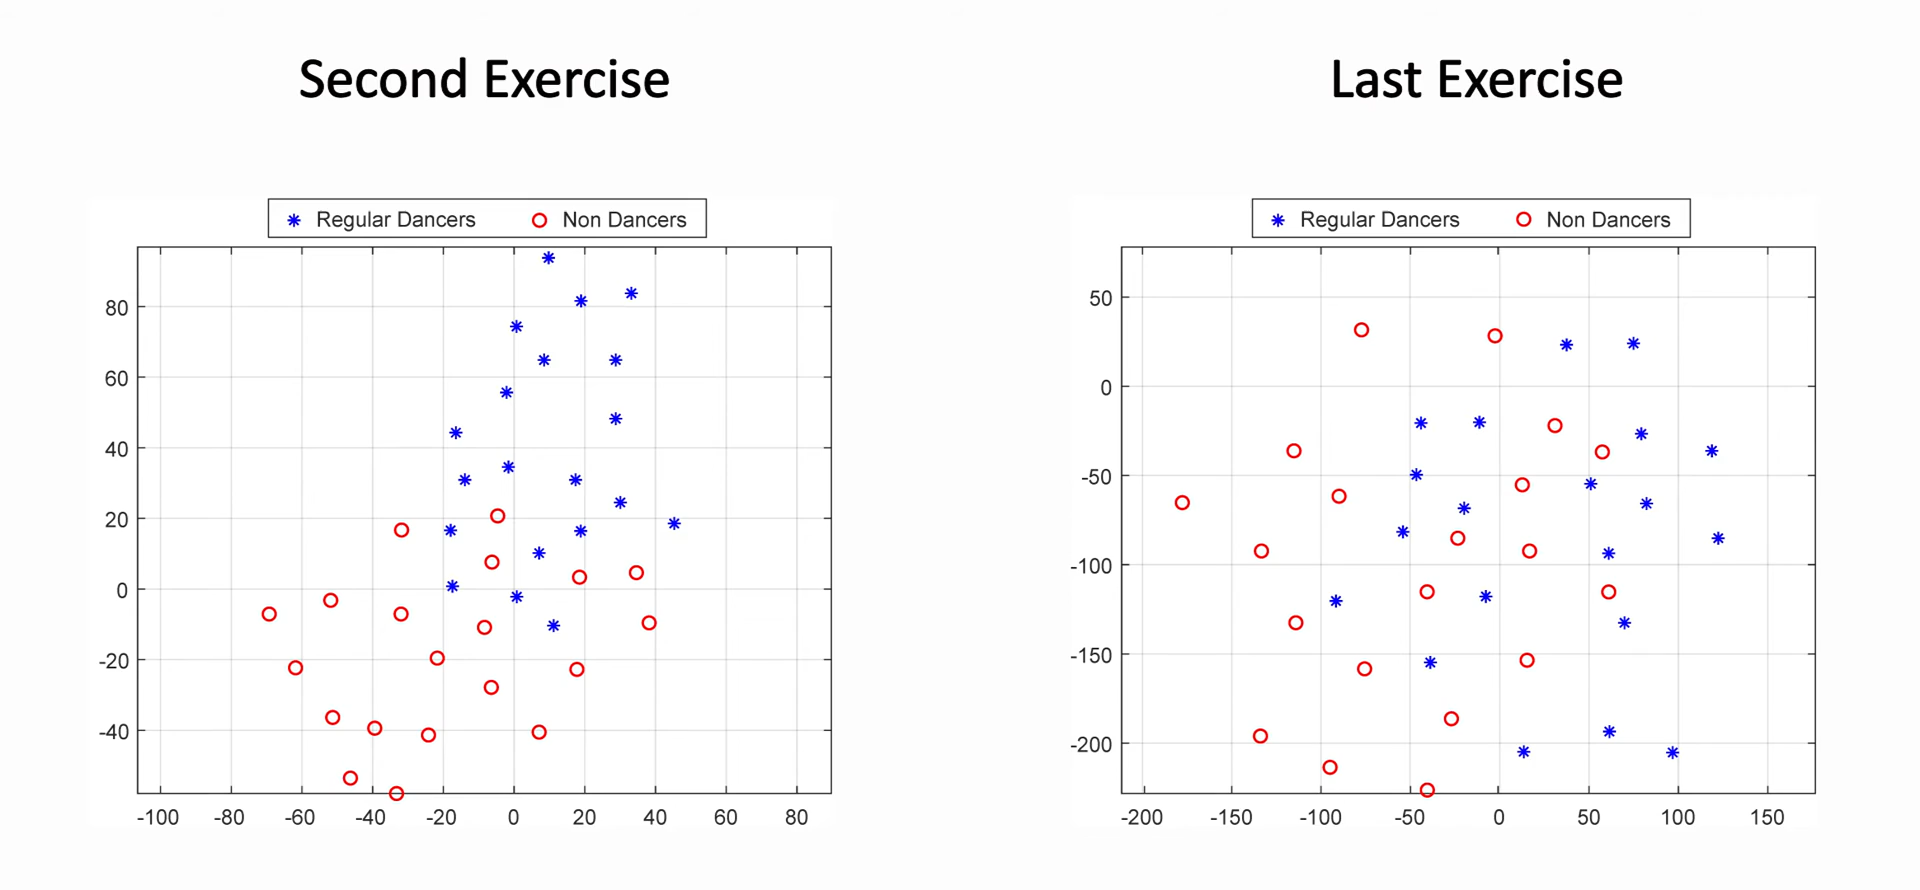 Second Exercise
Last Exercise
Regular Dancers Non Dancers
80
60
40
20
0
-20
-40
-100 -80 -60 -40 -20 0 20 40 60 80
Regular Dancers Non Dancers
50
0
-50
-100
-150
-200
-200 -150 -100 -50 0 50 100 150